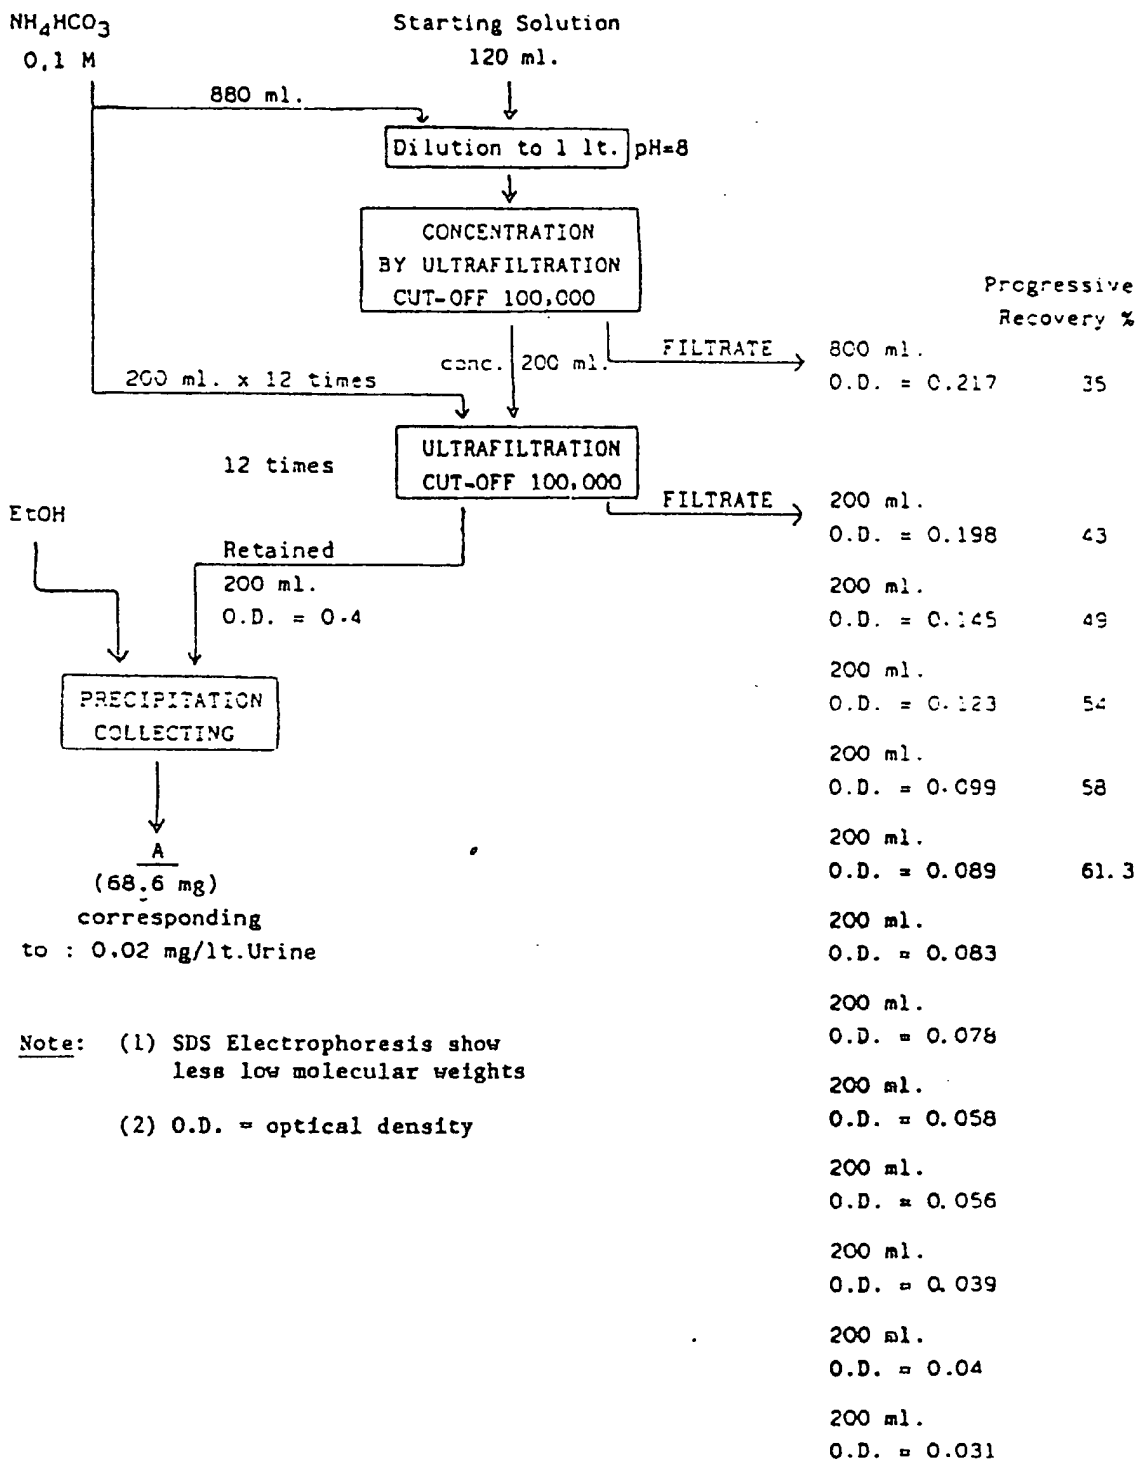 NH4HCO3
0.1 M
Starting Solution
120 ml.
880 ml.
Dilution to 1 lt. pH=8
CONCENTRATION
BY ULTRAFILTRATION
CUT-OFF 100,000
Progressive
Recovery %
conc. 200 ml.
FILTRATE
800 ml.
O.D. = 0.217 35
200 ml. x 12 times
ULTRAFILTRATION
CUT-OFF 100,000
12 times
FILTRATE
200 ml.
O.D. = 0.198 43
EtOH
Retained
200 ml.
O.D. = 0.4
200 ml.
O.D. = 0.145 49
200 ml.
O.D. = 0.123 54
PRECIPITATION
COLLECTING
200 ml.
O.D. = 0.099 58
A
(68.6 mg)
corresponding
to : 0.02 mg/lt.Urine
200 ml.
O.D. = 0.089 61.3
200 ml.
O.D. = 0.083
200 ml.
O.D. = 0.078
Note: (1) SDS Electrophoresis show
less low molecular weights
(2) O.D. = optical density
200 ml.
O.D. = 0.058
200 ml.
O.D. = 0.056
200 ml.
O.D. = 0.039
200 ml.
O.D. = 0.04
200 ml.
O.D. = 0.031